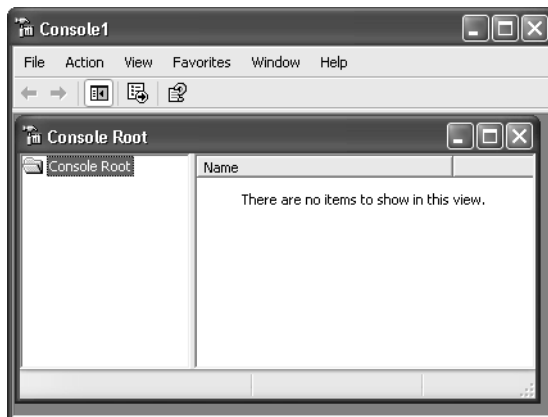 Console1
File Action View Favorites Window Help
Console Root
Console Root
Name
There are no items to show in this view.